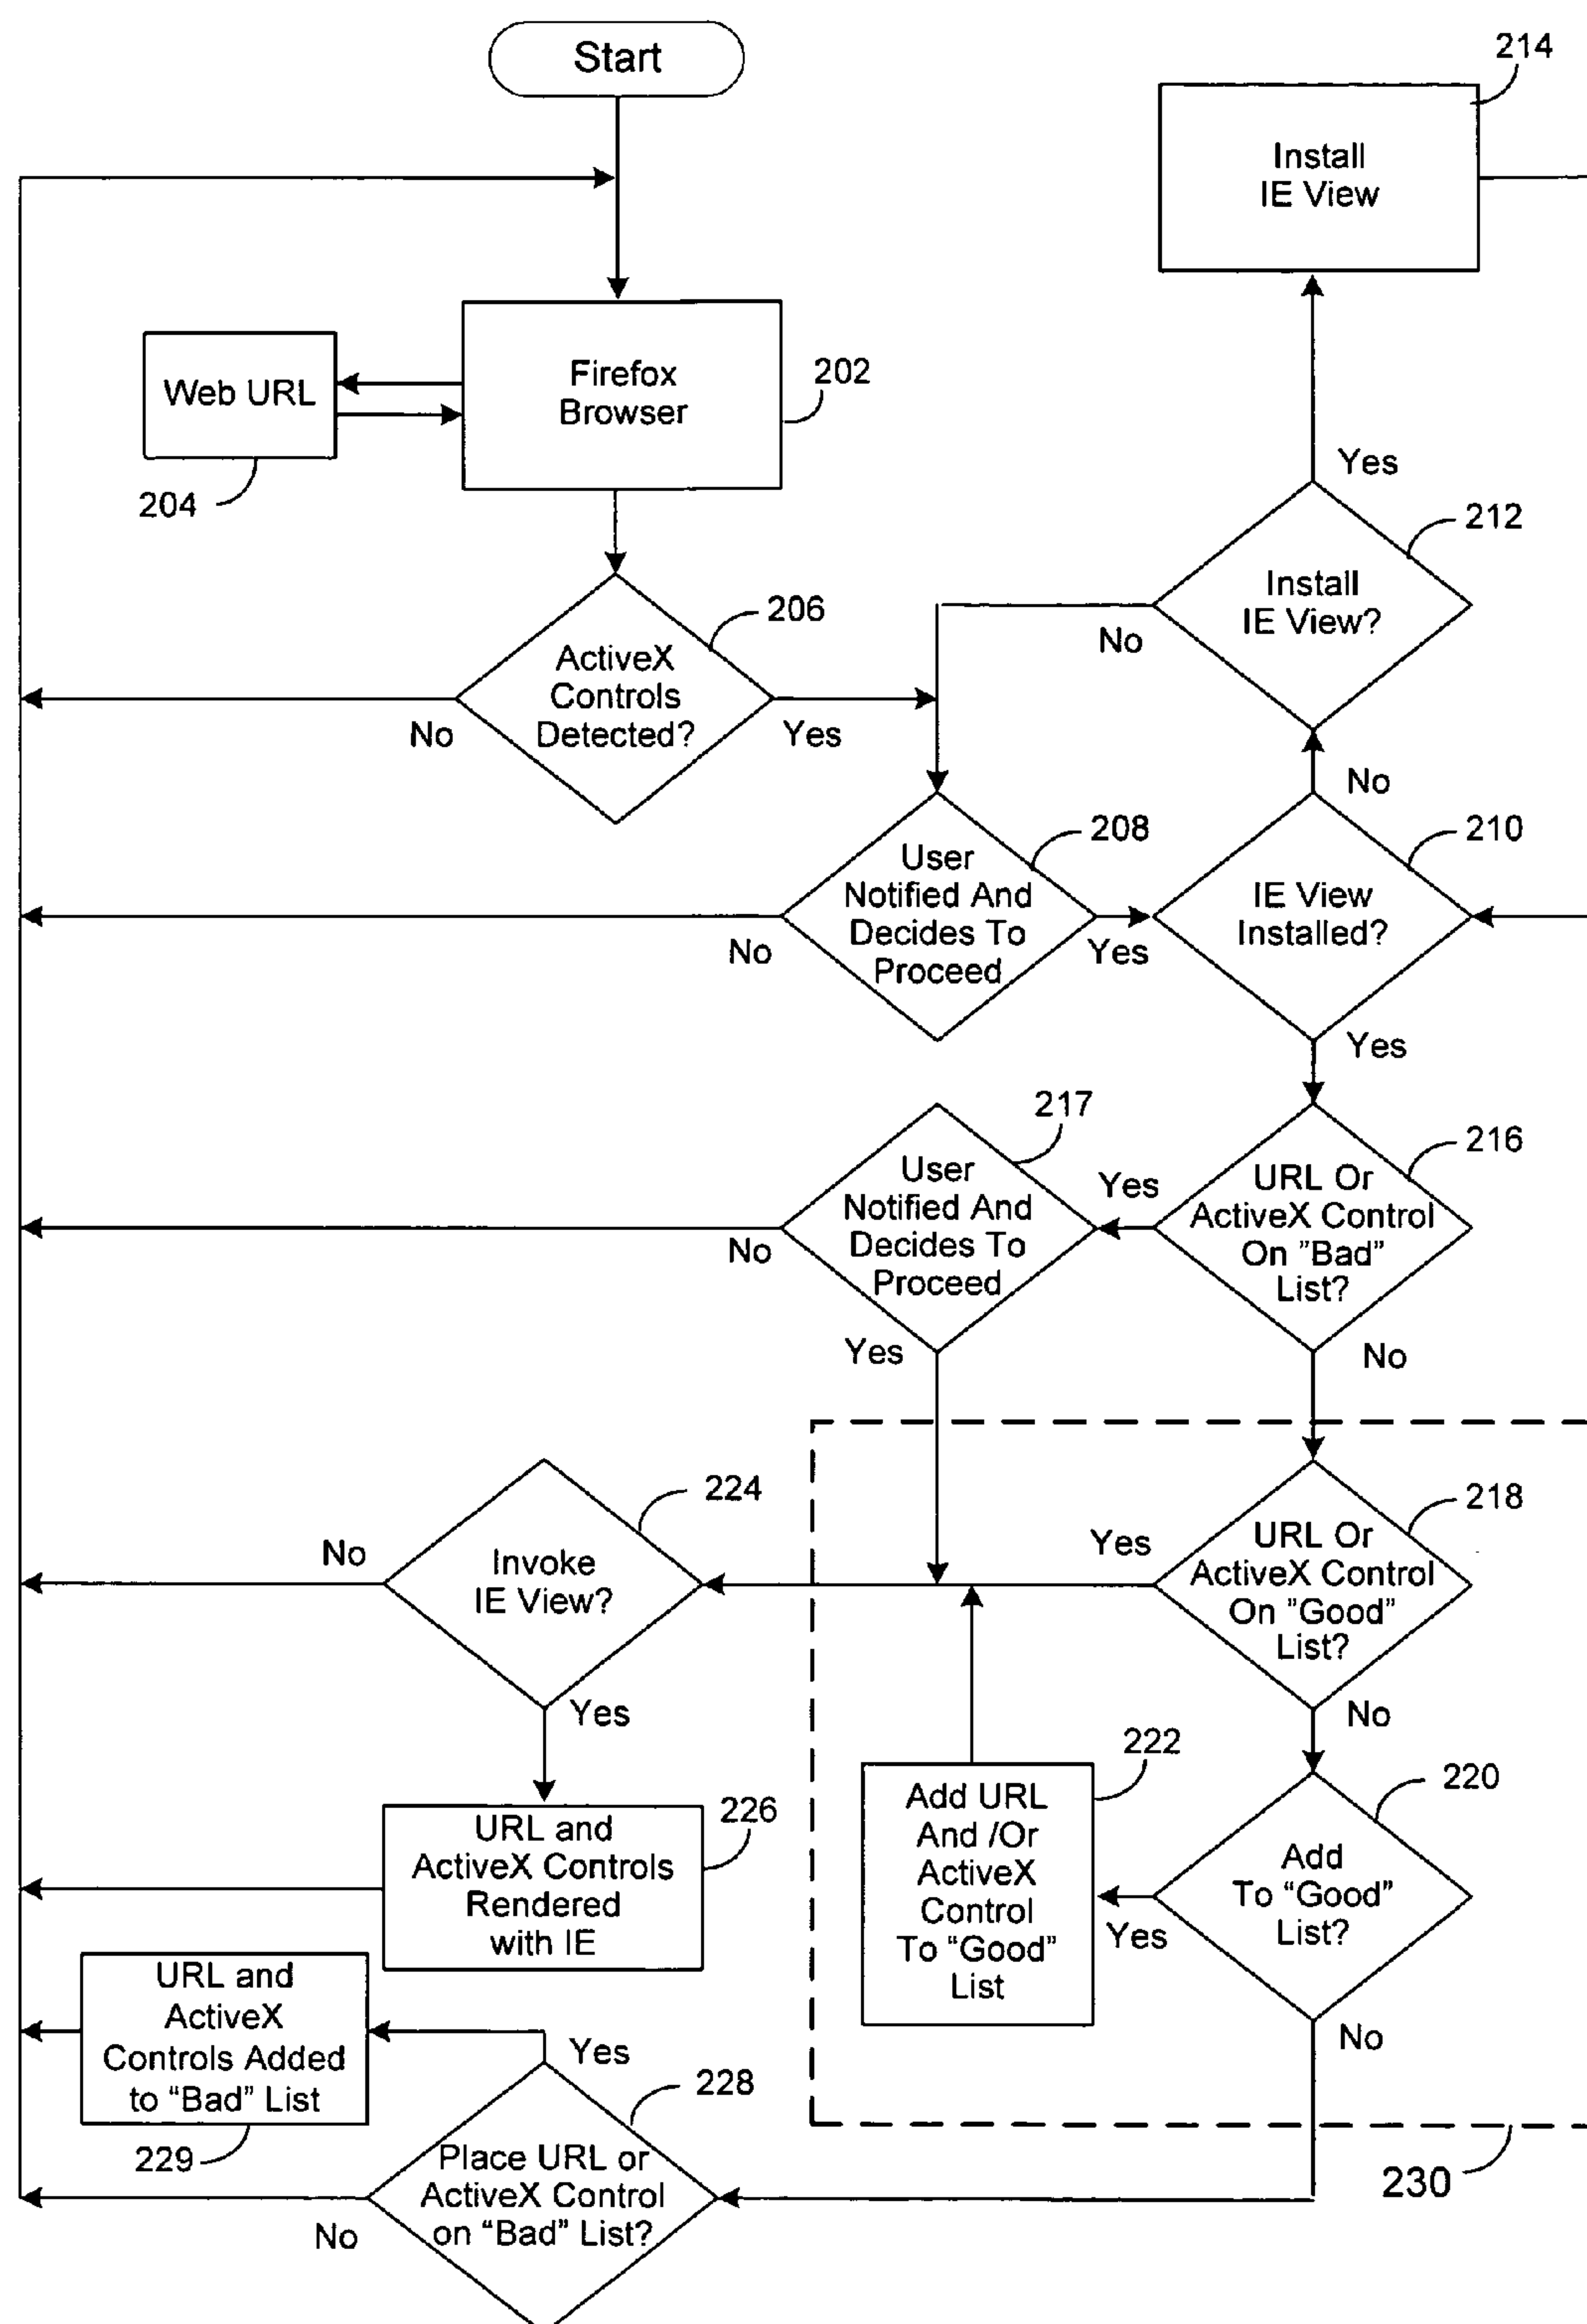 Start
214
Install
IE View
Web URL
Firefox
Browser
202
204
Yes
212
Install
IE View?
No
206
ActiveX
Controls
Detected?
No
Yes
No
208
User
Notified And
Decides To
Proceed
No
Yes
210
IE View
Installed?
Yes
217
User
Notified And
Decides To
Proceed
No
Yes
216
URL Or
ActiveX Control
On "Bad"
List?
Yes
No
224
Invoke
IE View?
No
Yes
218
URL Or
ActiveX Control
On "Good"
List?
Yes
No
226
URL and
ActiveX Controls
Rendered
with IE
222
Add URL
And /Or
ActiveX
Control
To “Good”
List
220
Add
To “Good”
List?
Yes
No
URL and
ActiveX
Controls Added
to “Bad” List
229
Yes
228
Place URL or
ActiveX Control
on “Bad” List?
No
230